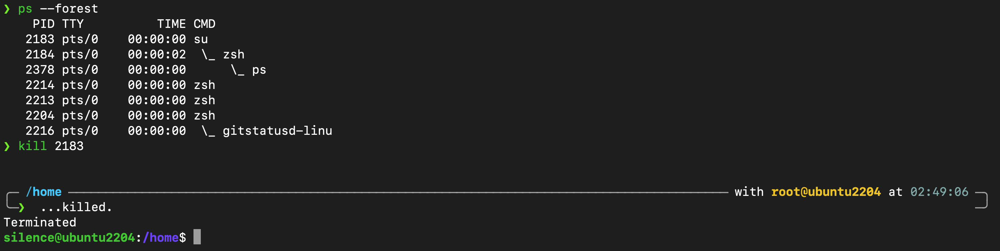 ❯ ps --forest
    PID TTY          TIME CMD
   2183 pts/0    00:00:00 su
   2184 pts/0    00:00:02  \_ zsh
   2378 pts/0    00:00:00      \_ ps
   2214 pts/0    00:00:00 zsh
   2213 pts/0    00:00:00 zsh
   2204 pts/0    00:00:00 zsh
   2216 pts/0    00:00:00  \_ gitstatusd-linu
❯ kill 2183
/home with root@ubuntu2204 at 02:49:06
❯  ...killed.
Terminated
silence@ubuntu2204:/home$